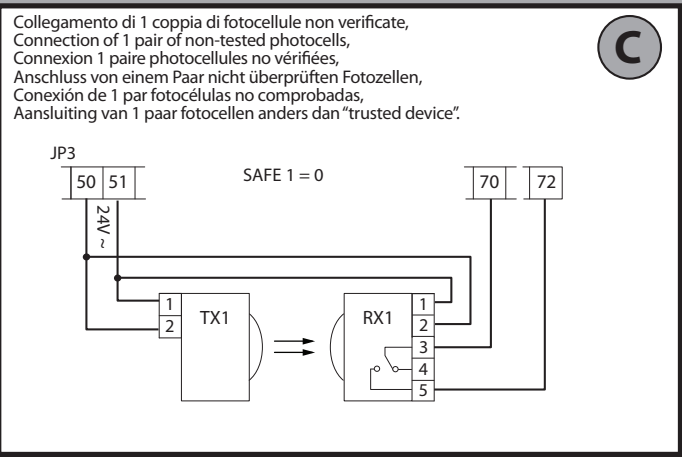 Collegamento di 1 coppia di fotocellule non verificate,
Connection of 1 pair of non-tested photocells,
Connexion 1 paire photocellules no vérifiées,
Anschluss von einem Paar nicht überprüften Fotozellen,
Conexión de 1 par fotocélulas no comprobadas,
Aansluiting van 1 paar fotocellen anders dan “trusted device”.
C
JP3
50 51
SAFE 1 = 0
70 72
24V ~
1
2
TX1
RX1
1
2
3
4
5